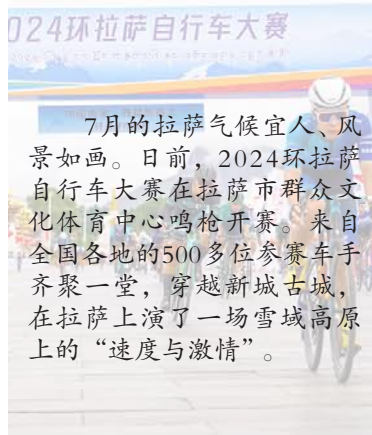 024环拉萨自行车大赛
7月的拉萨气候宜人、风
景如画。日前，2024环拉萨
自行车大赛在拉萨市群众文
化体育中心鸣枪开赛。来自
全国各地的500多位参赛车手
齐聚一堂，穿越新城古城，
在拉萨上演了一场雪域高原
上的“速度与激情”。